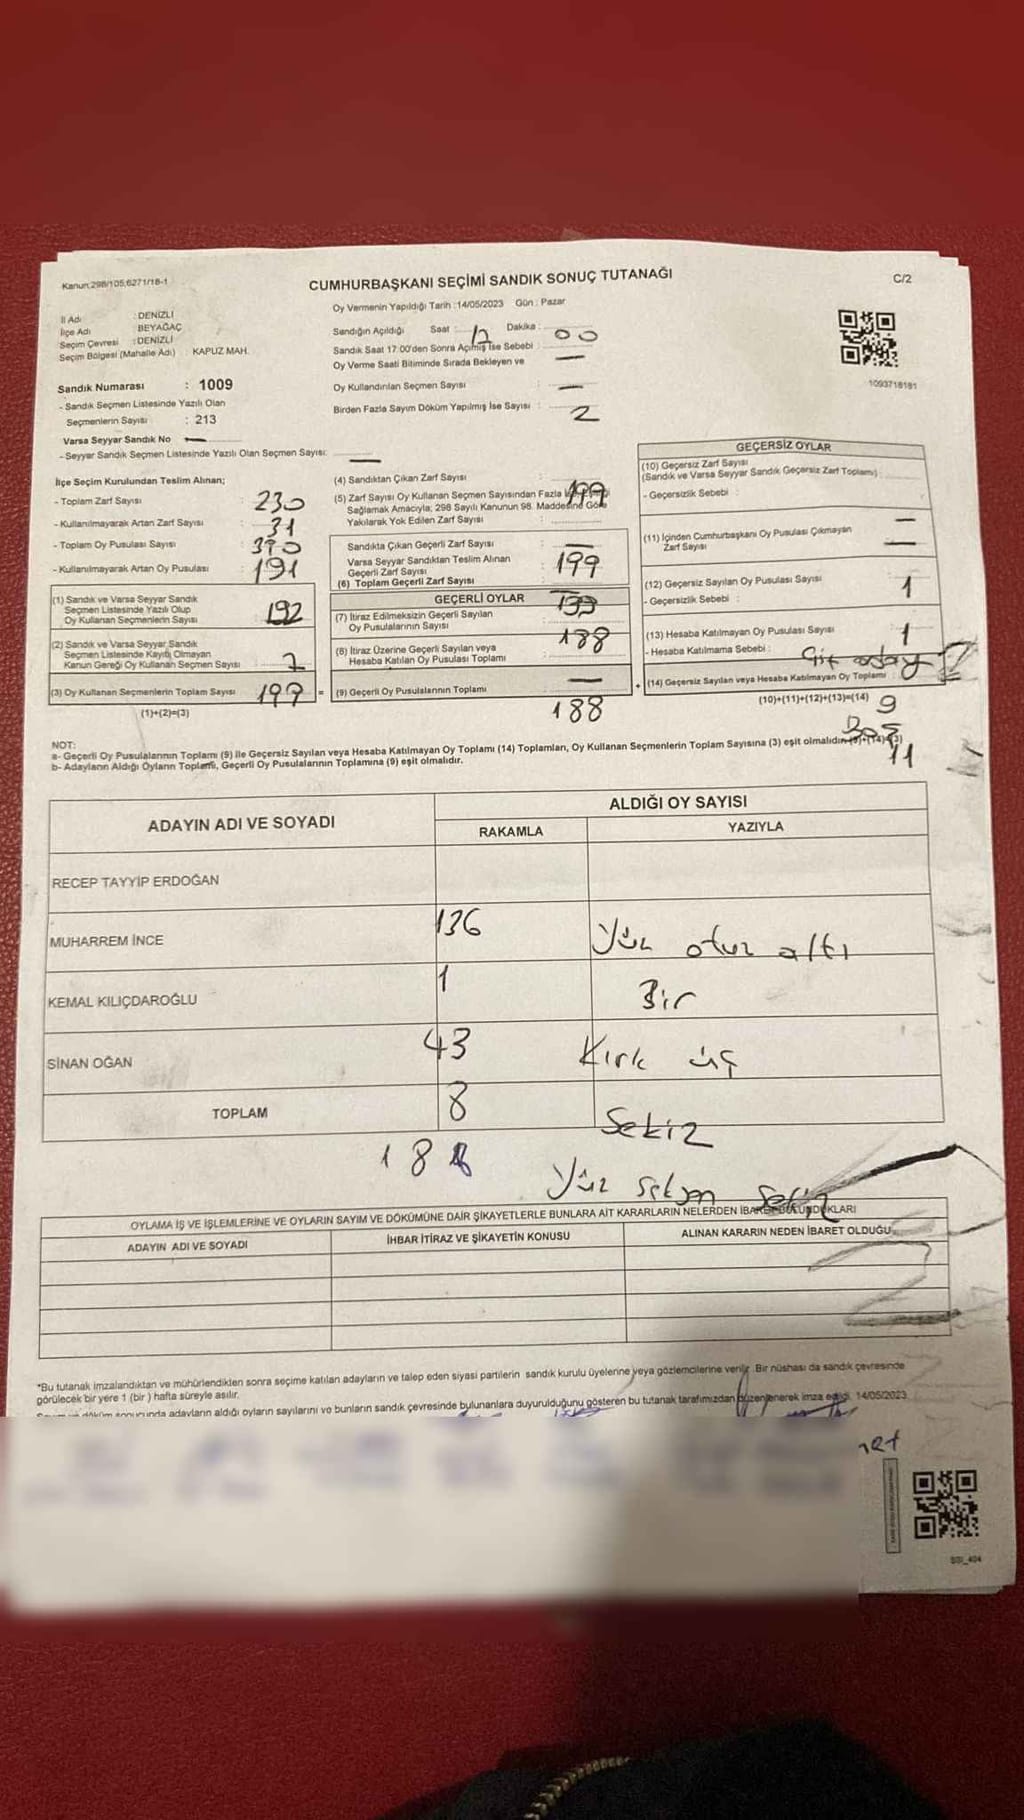 Kanun:298/105;6271/18-1
CUMHURBAŞKANI SEÇİMİ SANDIK SONUÇ TUTANAĞI
C/2
İl Adı : DENİZLİ
İlçe Adı : BEYAĞAÇ
Seçim Çevresi : DENİZLİ
Seçim Bölgesi (Mahalle Adı) : KAPUZ MAH.
Sandık Numarası : 1009
- Sandık Seçmen Listesinde Yazılı Olan
Seçmenlerin Sayısı : 213
Varsa Seyyar Sandık No —
- Seyyar Sandık Seçmen Listesinde Yazılı Olan Seçmen Sayısı: —
Oy Vermenin Yapıldığı Tarih :14/05/2023 Gün : Pazar
Sandığın Açıldığı Saat : 17 Dakika : 00
Sandık Saat 17:00'den Sonra Açılmış İse Sebebi :
Oy Verme Saati Bitiminde Sırada Bekleyen ve —
Oy Kullandırılan Seçmen Sayısı : —
Birden Fazla Sayım Döküm Yapılmış İse Sayısı : 2
1093718181
İlçe Seçim Kurulundan Teslim Alınan;
- Toplam Zarf Sayısı : 230
- Kullanılmayarak Artan Zarf Sayısı : 31
- Toplam Oy Pusulası Sayısı : 390
- Kullanılmayarak Artan Oy Pusulası : 191
(1) Sandık ve Varsa Seyyar Sandık
Seçmen Listesinde Yazılı Olup
Oy Kullanan Seçmenlerin Sayısı : 192
(2) Sandık ve Varsa Seyyar Sandık
Seçmen Listesinde Kayıtlı Olmayan
Kanun Gereği Oy Kullanan Seçmen Sayısı : 7
(3) Oy Kullanan Seçmenlerin Toplam Sayısı : 199
(1)+(2)=(3)
=
(4) Sandıktan Çıkan Zarf Sayısı :
199
(5) Zarf Sayısı Oy Kullanan Seçmen Sayısından Fazla
Sağlamak Amacıyla; 298 Sayılı Kanunun 98. Maddesine Göre
Yakılarak Yok Edilen Zarf Sayısı :
Sandıkta Çıkan Geçerli Zarf Sayısı : —
Varsa Seyyar Sandıktan Teslim Alınan
Geçerli Zarf Sayısı : 199
(6) Toplam Geçerli Zarf Sayısı :
GEÇERLİ OYLAR
(7) İtiraz Edilmeksizin Geçerli Sayılan
Oy Pusulalarının Sayısı : 188
(8) İtiraz Üzerine Geçerli Sayılan veya
Hesaba Katılan Oy Pusulası Toplamı :
(9) Geçerli Oy Pusulalarının Toplamı : —
188
+
GEÇERSİZ OYLAR
(10) Geçersiz Zarf Sayısı
(Sandık ve Varsa Seyyar Sandık Geçersiz Zarf Toplamı) :
- Geçersizlik Sebebi :
—
(11) İçinden Cumhurbaşkanı Oy Pusulası Çıkmayan
Zarf Sayısı : —
(12) Geçersiz Sayılan Oy Pusulası Sayısı : 1
- Geçersizlik Sebebi :
(13) Hesaba Katılmayan Oy Pusulası Sayısı : 1
- Hesaba Katılmama Sebebi :
(14) Geçersiz Sayılan veya Hesaba Katılmayan Oy Toplamı :
(10)+(11)+(12)+(13)=(14) 9
11
NOT:
a- Geçerli Oy Pusulalarının Toplamı (9) ile Geçersiz Sayılan veya Hesaba Katılmayan Oy Toplamı (14) Toplamları, Oy Kullanan Seçmenlerin Toplam Sayısına (3) eşit olmalıdır.
b- Adayların Aldığı Oyların Toplamı, Geçerli Oy Pusulalarının Toplamına (9) eşit olmalıdır.
ADAYIN ADI VE SOYADI
ALDIĞI OY SAYISI
RAKAMLA YAZIYLA
RECEP TAYYİP ERDOĞAN
136 Yüz otuz altı
MUHARREM İNCE
1 Bir
KEMAL KILIÇDAROĞLU
43 Kırk üç
SİNAN OĞAN
8 Sekiz
TOPLAM
188 Yüz seksen sekiz
OYLAMA İŞ VE İŞLEMLERİNE VE OYLARIN SAYIM VE DÖKÜMÜNE DAİR ŞİKAYETLERLE BUNLARA AİT KARARLARIN NELERDEN İBARET BULUNDUKLARI
ADAYIN ADI VE SOYADI İHBAR İTİRAZ VE ŞİKAYETİN KONUSU ALINAN KARARIN NEDEN İBARET OLDUĞU
*Bu tutanak imzalandıktan ve mühürlendikten sonra seçime katılan adayların ve talep eden siyasi partilerin sandık kurulu üyelerine veya gözlemcilerine verilir. Bir nüshası da sandık çevresinde
görülecek bir yere 1 (bir ) hafta süreyle asılır.
Sayım ve döküm sonucunda adayların aldığı oyların sayılarını ve bunların sandık çevresinde bulunanlara duyurulduğunu gösteren bu tutanak tarafımızdan düzenlenerek imza edildi. 14/05/2023